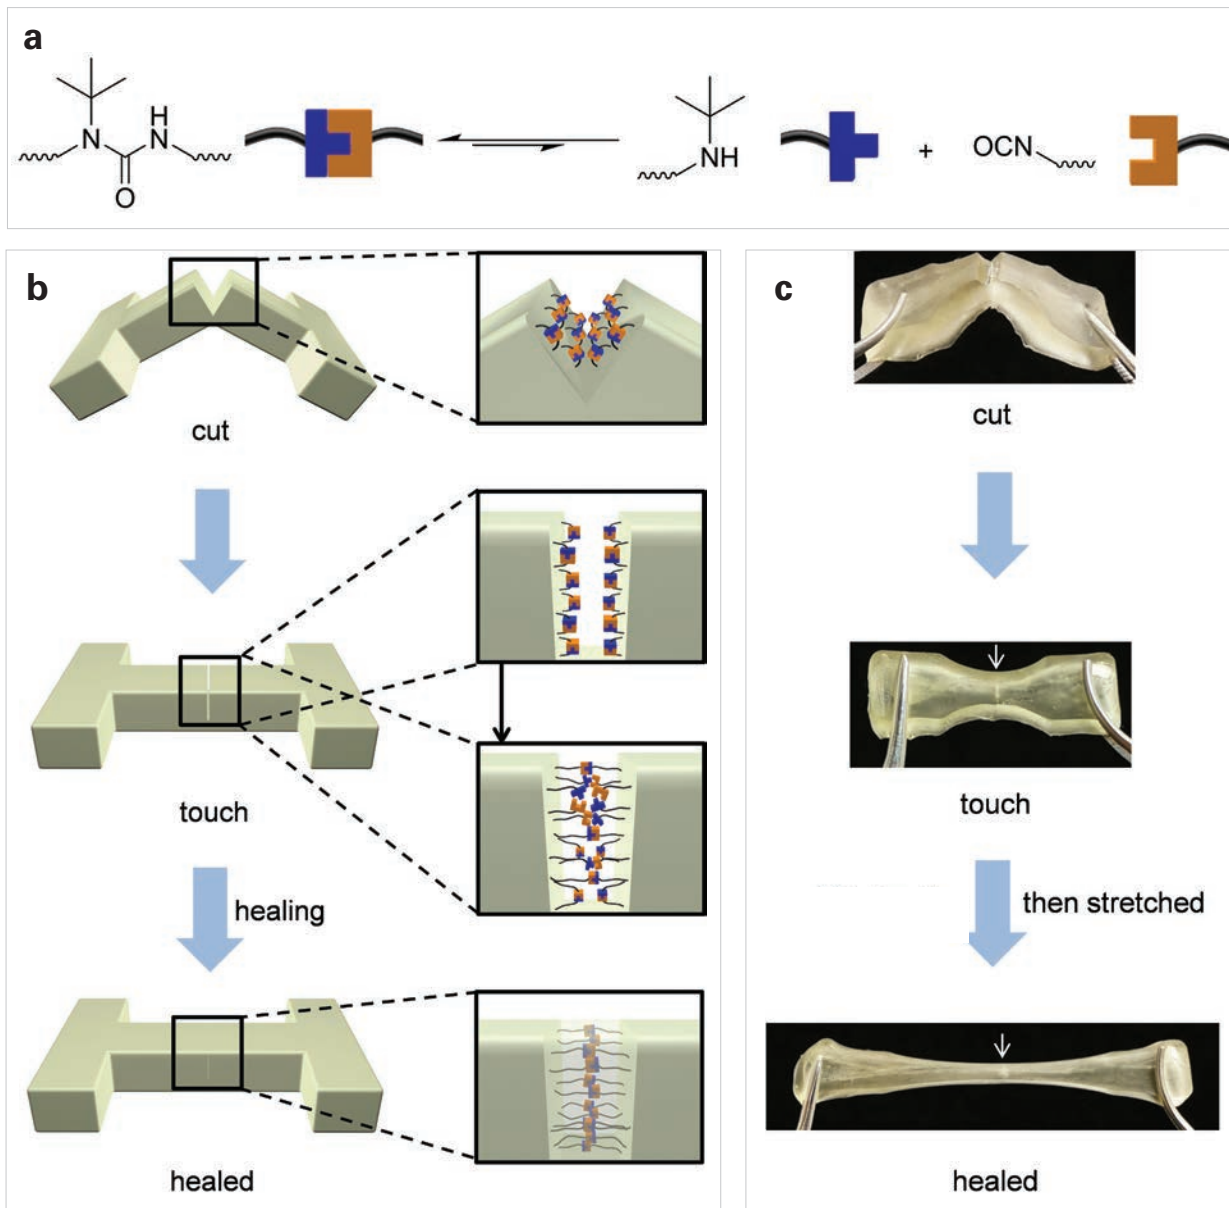 a
N
H
N
O
NH
+
OCN
b
cut
touch
healing
healed
c
cut
touch
then stretched
healed